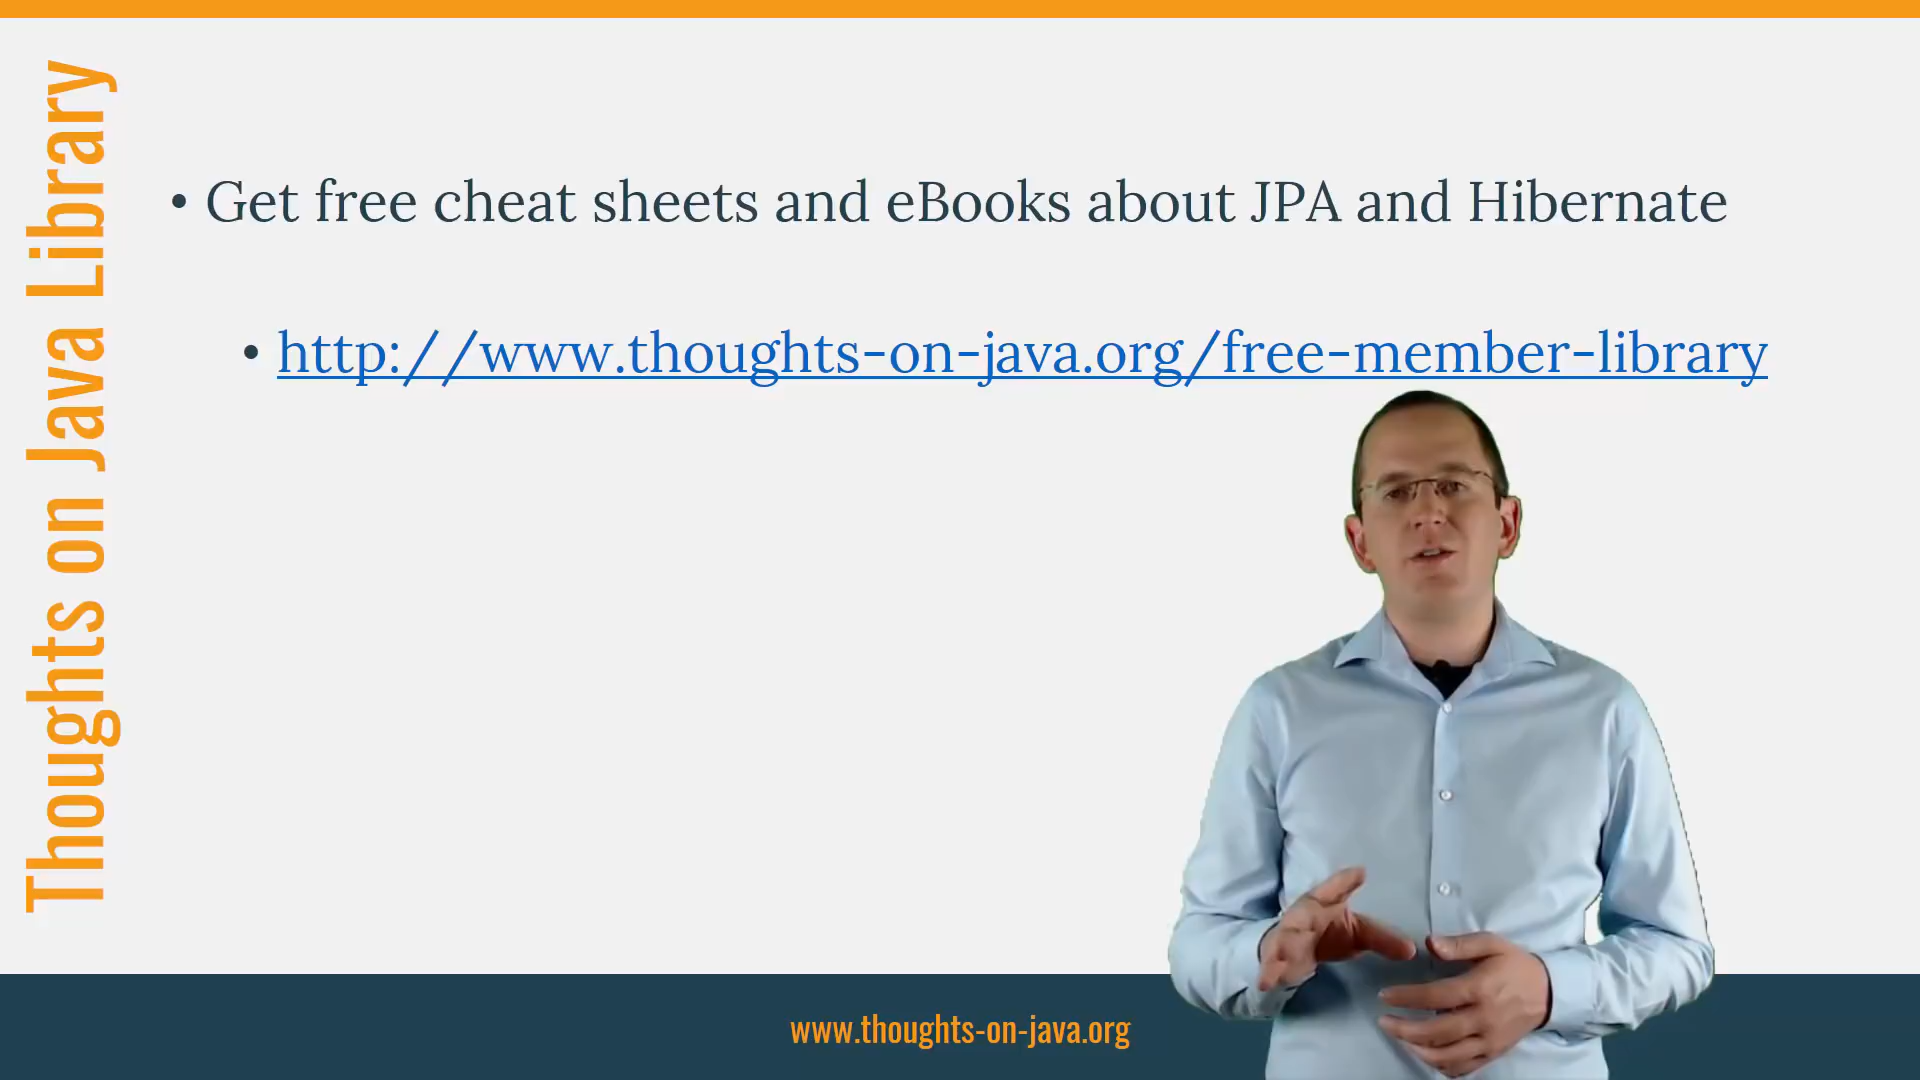 Thoughts on Java Library
• Get free cheat sheets and eBooks about JPA and Hibernate
• http://www.thoughts-on-java.org/free-member-library
www.thoughts-on-java.org